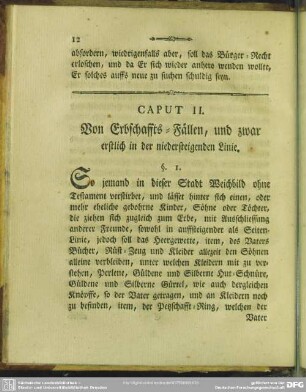 12
abfordern, wiedrigenfalls aber, soll das Bürger-Recht
erloschen, und da Er sich wieder anhero wenden wollte,
Er solches auffs neue zu suchen schuldig seyn.
CAPUT II.
Von Erbschaffts-Fällen, und zwar
erstlich in der niedersteigenden Linie.
§. 1.
So jemand in dieser Stadt Weichbild ohne
Testament verstirbet, und lässet hinter sich einen, oder
mehr eheliche gebohrne Kinder, Söhne oder Töchter,
die ziehen sich zugleich zum Erbe, mit Ausschliessung
anderer Freunde, sowohl in auffsteigender als Seiten-
Linie, jedoch soll das Heergewette, item, des Vaters
Bücher, Rüst-Zeug und Kleider allezeit den Söhnen
alleine verbleiben, unter welchen Kleidern mit zu ver-
stehen, Perlene, Güldene und Silberne Hut-Schnüre,
Güldene und Silberne Gürtel, wie auch dergleichen
Knöpffe, so der Vater getragen, und an Kleidern noch
zu befinden, item, der Petschafft-Ring, welchen der
Vater